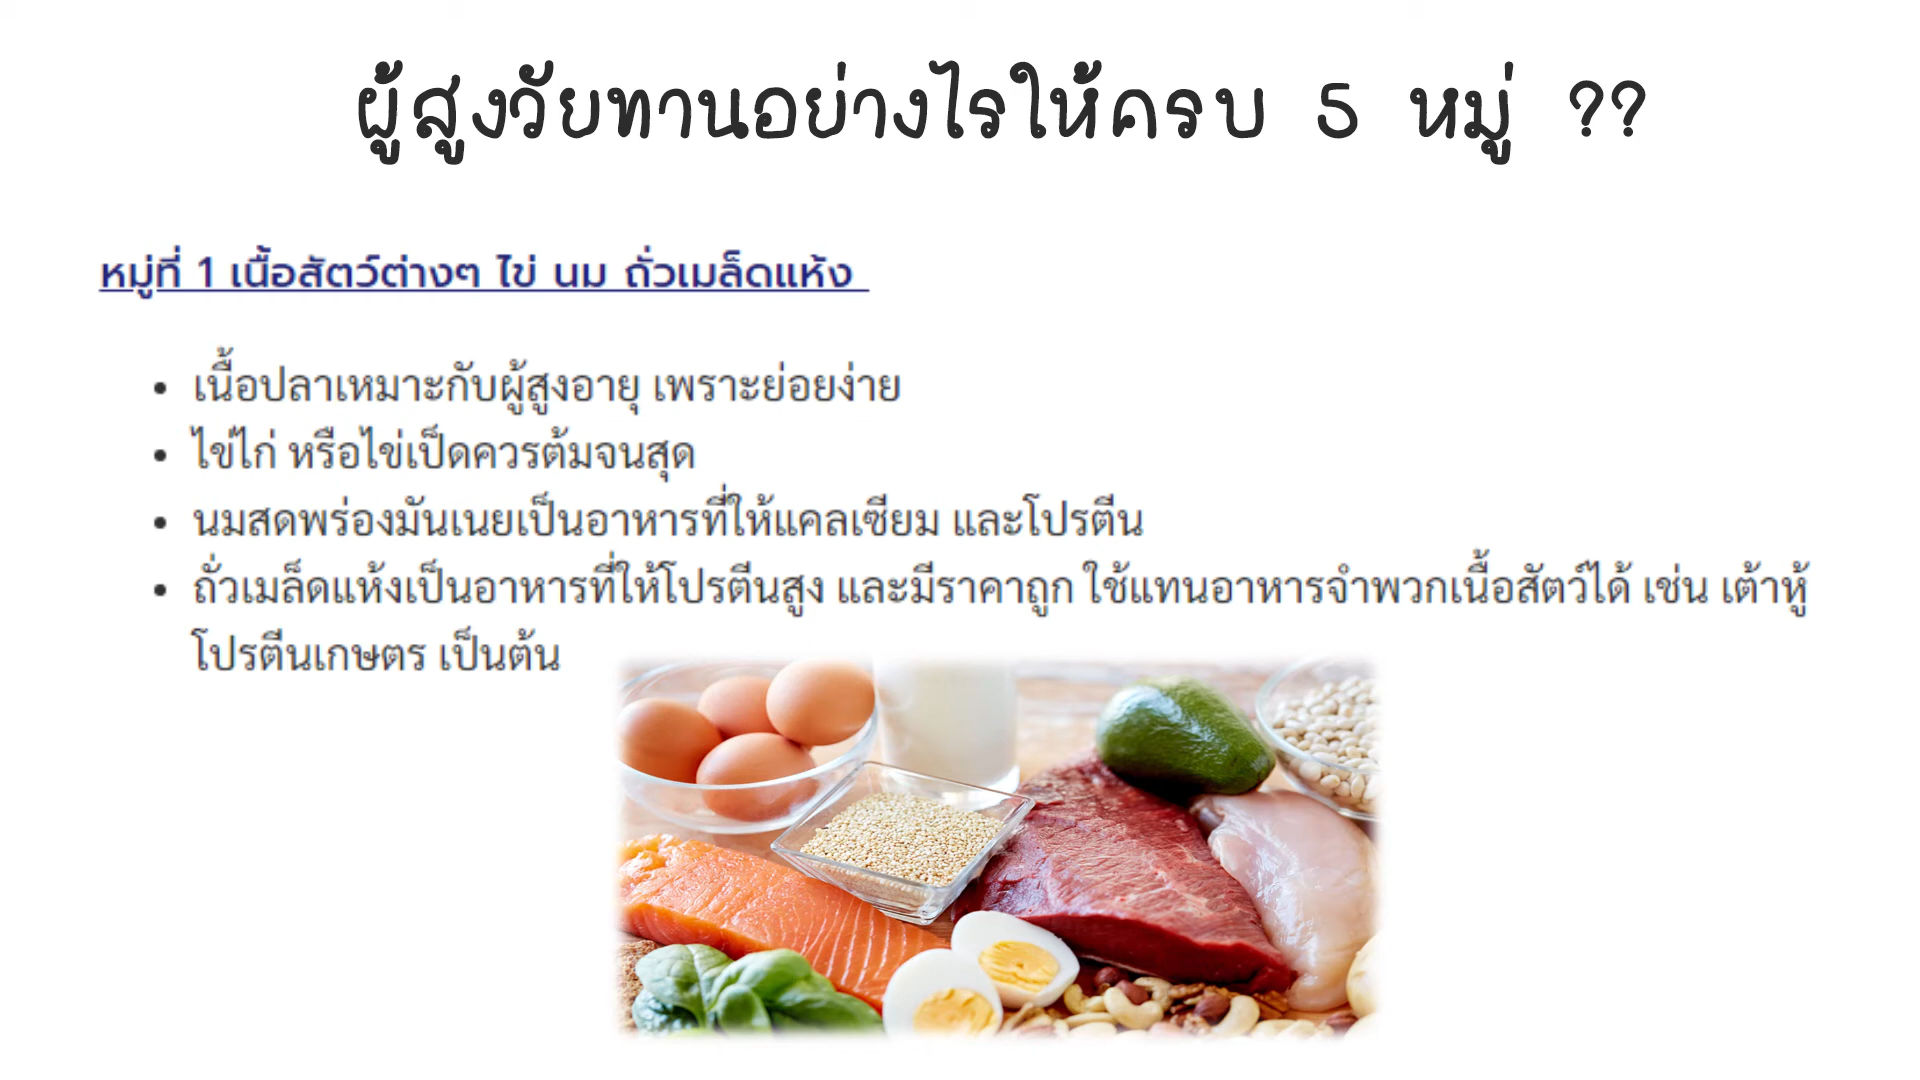 ผู้สูงวัยทานอย่างไรให้ครบ 5 หมู่ ??
หมู่ที่ 1 เนื้อสัตว์ต่างๆ ไข่ นม ถั่วเมล็ดแห้ง
• เนื้อปลาเหมาะกับผู้สูงอายุ เพราะย่อยง่าย
• ไข่ไก่ หรือไข่เป็ดควรต้มจนสุด
• นมสดพร่องมันเนยเป็นอาหารที่ให้แคลเซียม และโปรตีน
• ถั่วเมล็ดแห้งเป็นอาหารที่ให้โปรตีนสูง และมีราคาถูก ใช้แทนอาหารจำพวกเนื้อสัตว์ได้ เช่น เต้าหู้
โปรตีนเกษตร เป็นต้น